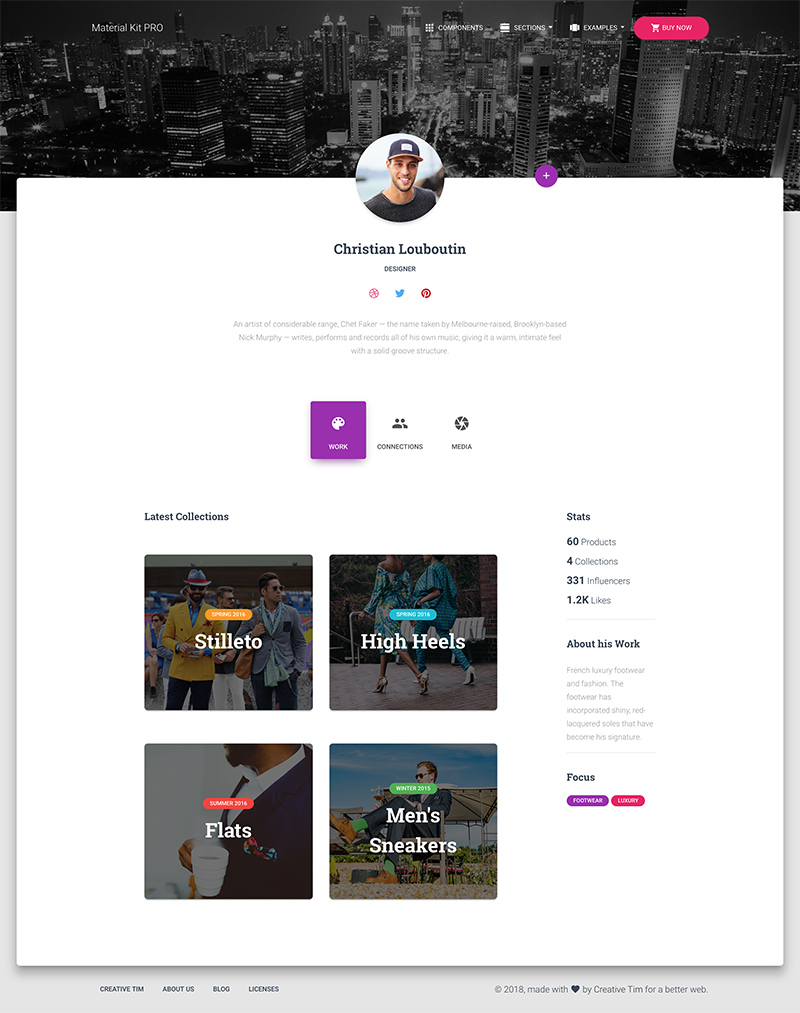 Material Kit PRO
COMPONENTS
SECTIONS
EXAMPLES
BUY NOW
Christian Louboutin
DESIGNER
An artist of considerable range, Chet Faker — the name taken by Melbourne-raised, Brooklyn-based
Nick Murphy — writes, performs and records all of his own music, giving it a warm, intimate feel
with a solid groove structure.
WORK
CONNECTIONS
MEDIA
Latest Collections
SPRING 2016
Stilleto
SPRING 2016
High Heels
SUMMER 2016
Flats
WINTER 2015
Men's
Sneakers
Stats
60 Products
4 Collections
331 Influencers
1.2K Likes
About his Work
French luxury footwear
and fashion. The
footwear has
incorporated shiny, red-
lacquered soles that have
become his signature.
Focus
FOOTWEAR
LUXURY
CREATIVE TIM
ABOUT US
BLOG
LICENSES
© 2018, made with ♥ by Creative Tim for a better web.